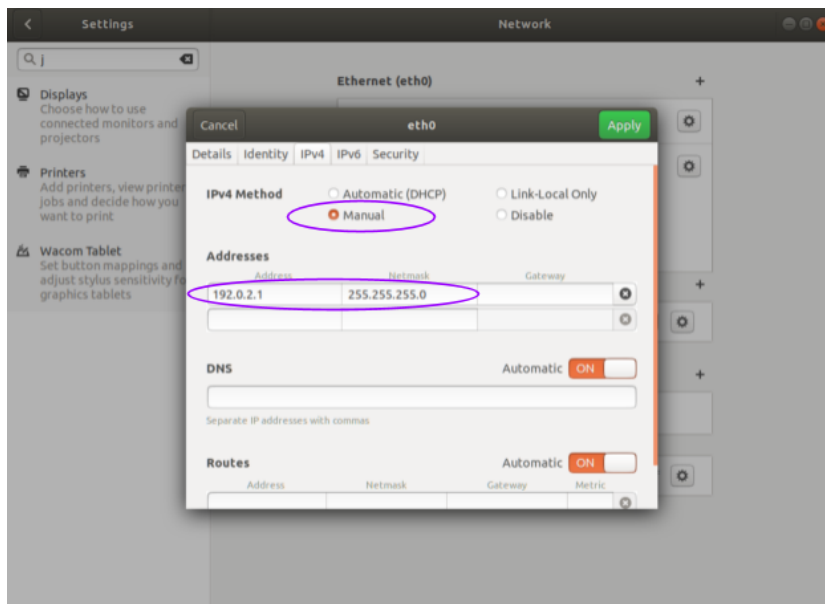 Settings
Network
j
Displays
Choose how to use
connected monitors and
projectors
Printers
Add printers, view printer
jobs and decide how you
want to print
Wacom Tablet
Set button mappings and
adjust stylus sensitivity fo
graphics tablets
Ethernet (eth0)
Cancel
eth0
Apply
Details Identity IPv4 IPv6 Security
IPv4 Method
Automatic (DHCP)
Link-Local Only
Manual
Disable
Addresses
Address Netmask Gateway
192.0.2.1 255.255.255.0
DNS
Automatic ON
Separate IP addresses with commas
Routes
Automatic ON
Address Netmask Gateway Metric